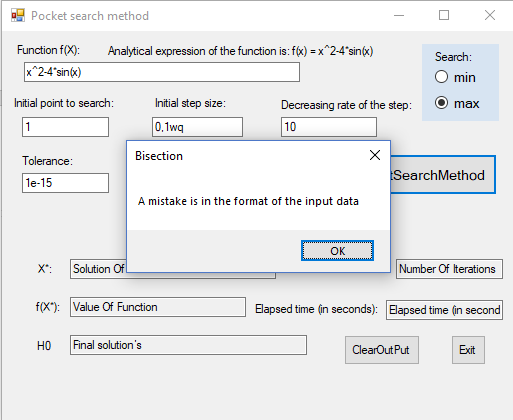 Pocket search method
Function f(X): Analytical expression of the function is: f(x) = x^2-4*sin(x)
x^2-4*sin(x)
Search:
min
max
Initial point to search: Initial step size: Decreasing rate of the step:
1 0,1wq 10
Tolerance:
1e-15
tSearchMethod
Bisection
A mistake is in the format of the input data
OK
X*: Solution Of Number Of Iterations
f(X*): Value Of Function Elapsed time (in seconds): Elapsed time (in second
H0 Final solution's ClearOutPut Exit